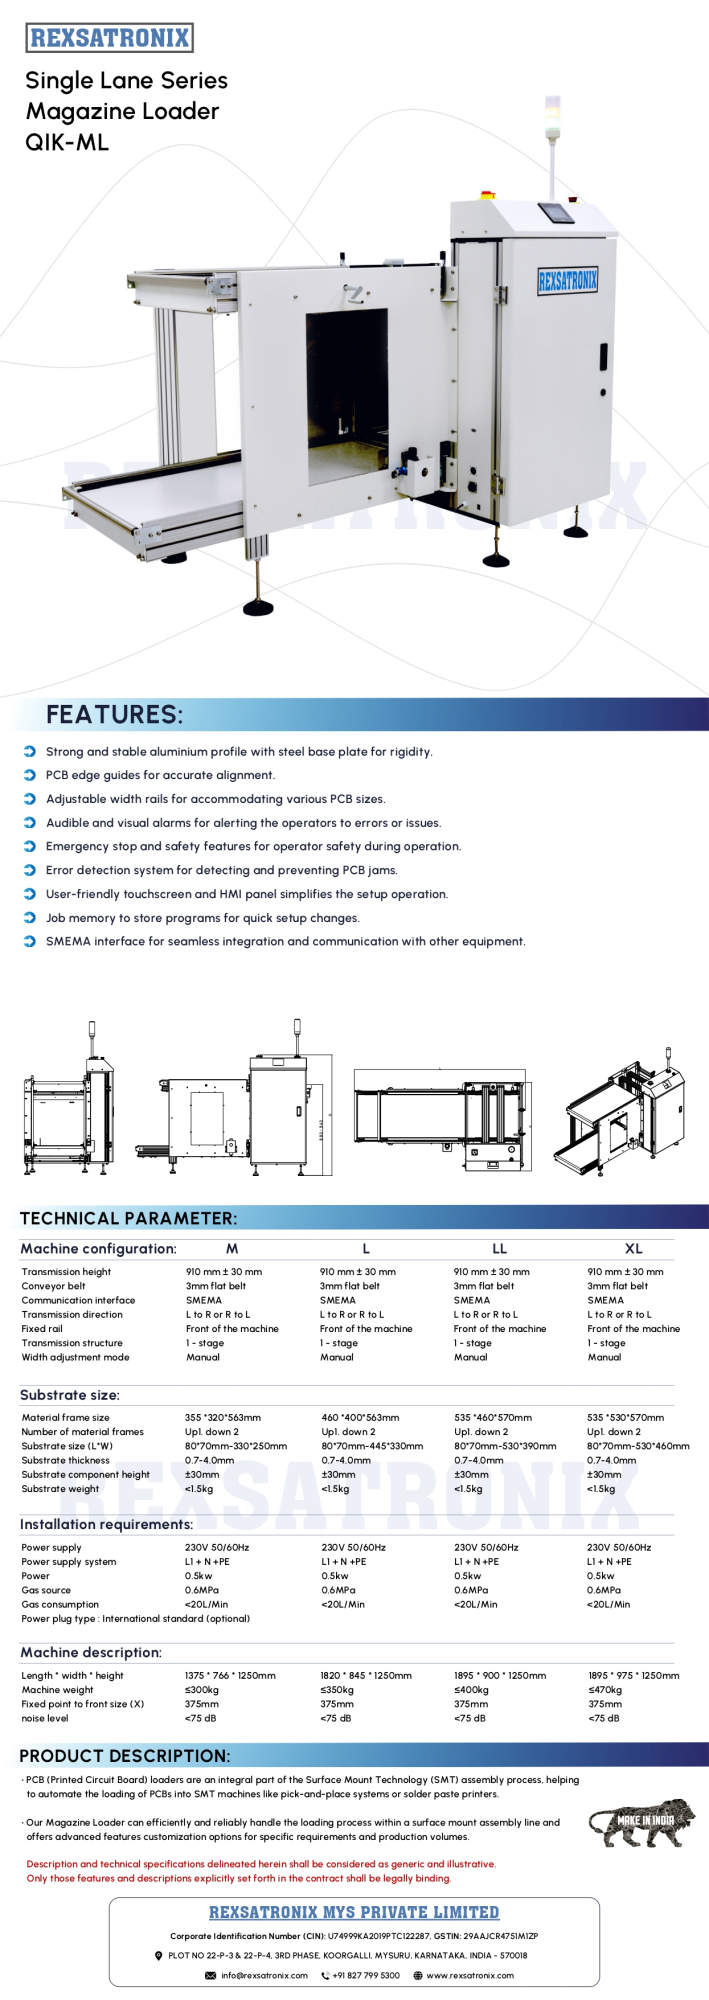 REXSATRONIX
Single Lane Series
Magazine Loader
QIK-ML
REXSATRONIX
REXSATRONIX
FEATURES:
Strong and stable aluminium profile with steel base plate for rigidity.
PCB edge guides for accurate alignment.
Adjustable width rails for accommodating various PCB sizes.
Audible and visual alarms for alerting the operators to errors or issues.
Emergency stop and safety features for operator safety during operation.
Error detection system for detecting and preventing PCB jams.
User-friendly touchscreen and HMI panel simplifies the setup operation.
Job memory to store programs for quick setup changes.
SMEMA interface for seamless integration and communication with other equipment.
TECHNICAL PARAMETER:
Machine configuration: M L LL XL
Transmission height 910 mm ± 30 mm 910 mm ± 30 mm 910 mm ± 30 mm 910 mm ± 30 mm
Conveyor belt 3mm flat belt 3mm flat belt 3mm flat belt 3mm flat belt
Communication interface SMEMA SMEMA SMEMA SMEMA
Transmission direction L to R or R to L L to R or R to L L to R or R to L L to R or R to L
Fixed rail Front of the machine Front of the machine Front of the machine Front of the machine
Transmission structure 1 - stage 1 - stage 1 - stage 1 - stage
Width adjustment mode Manual Manual Manual Manual
Substrate size:
Material frame size 355 *320*563mm 460 *400*563mm 535 *460*570mm 535 *530*570mm
Number of material frames Up1. down 2 Up1. down 2 Up1. down 2 Up1. down 2
Substrate size (L*W) 80*70mm-330*250mm 80*70mm-445*330mm 80*70mm-530*390mm 80*70mm-530*460mm
Substrate thickness 0.7-4.0mm 0.7-4.0mm 0.7-4.0mm 0.7-4.0mm
Substrate component height ±30mm ±30mm ±30mm ±30mm
Substrate weight <1.5kg <1.5kg <1.5kg <1.5kg
REXSATRONIX
Installation requirements:
Power supply 230V 50/60Hz 230V 50/60Hz 230V 50/60Hz 230V 50/60Hz
Power supply system L1 + N +PE L1 + N +PE L1 + N +PE L1 + N +PE
Power 0.5kw 0.5kw 0.5kw 0.5kw
Gas source 0.6MPa 0.6MPa 0.6MPa 0.6MPa
Gas consumption <20L/Min <20L/Min <20L/Min <20L/Min
Power plug type : International standard (optional)
Machine description:
Length * width * height 1375 * 766 * 1250mm 1820 * 845 * 1250mm 1895 * 900 * 1250mm 1895 * 975 * 1250mm
Machine weight ≤300kg ≤350kg ≤400kg ≤470kg
Fixed point to front size (X) 375mm 375mm 375mm 375mm
noise level <75 dB <75 dB <75 dB <75 dB
PRODUCT DESCRIPTION:
· PCB (Printed Circuit Board) loaders are an integral part of the Surface Mount Technology (SMT) assembly process, helping
to automate the loading of PCBs into SMT machines like pick-and-place systems or solder paste printers.
· Our Magazine Loader can efficiently and reliably handle the loading process within a surface mount assembly line and
offers advanced features customization options for specific requirements and production volumes.
MAKE IN INDIA
Description and technical specifications delineated herein shall be considered as generic and illustrative.
Only those features and descriptions explicitly set forth in the contract shall be legally binding.
REXSATRONIX MYS PRIVATE LIMITED
Corporate Identification Number (CIN): U74999KA2019PTC122287, GSTIN: 29AAJCR4751M1ZP
PLOT NO 22-P-3 & 22-P-4, 3RD PHASE, KOORGALLI, MYSURU, KARNATAKA, INDIA - 570018
info@rexsatronix.com +91 827 799 5300 www.rexsatronix.com